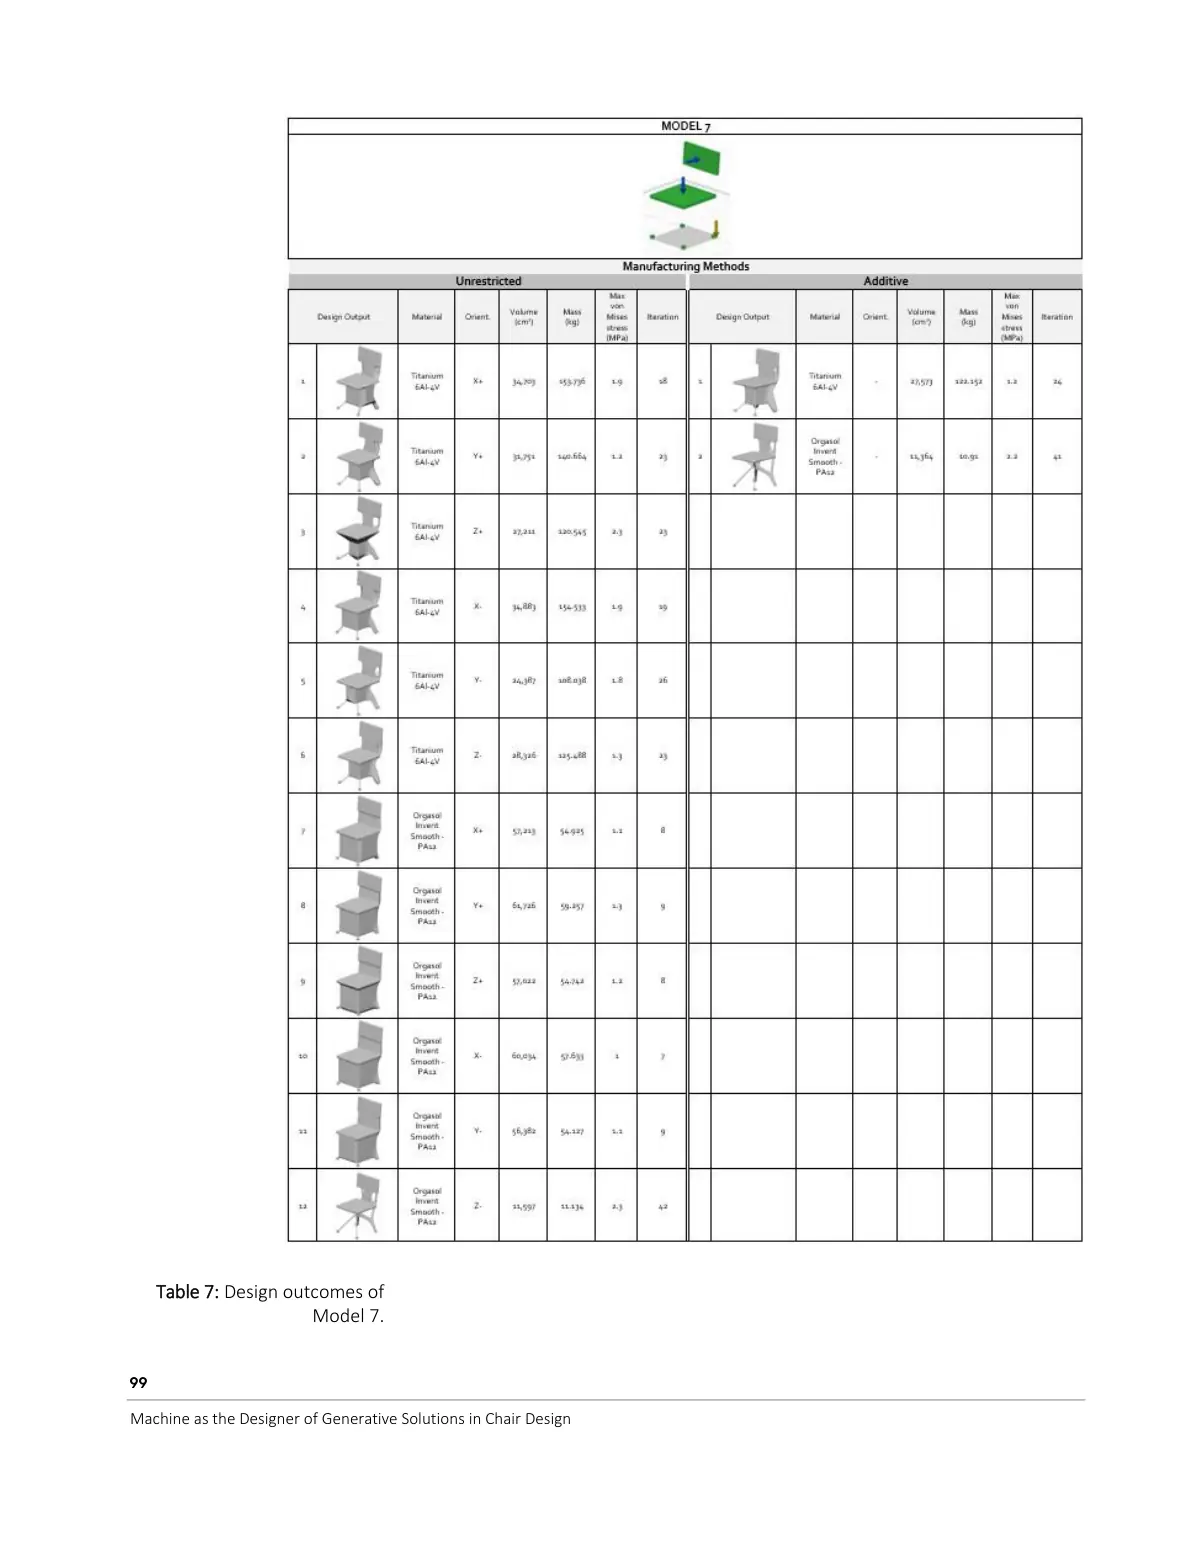 MODEL 7
Manufacturing Methods
Unrestricted Additive
Design Output Material Orient. Volume (cm³) Mass (kg) Max von Mises stress (MPa) Iteration Design Output Material Orient. Volume (cm³) Mass (kg) Max von Mises stress (MPa) Iteration
1 Titanium 6Al-4V X+ 34,703 153.736 1.9 18 1 Titanium 6Al-4V - 27,573 122.152 1.2 24
2 Titanium 6Al-4V Y+ 31,751 140.664 1.2 23 2 Orgasol Invent Smooth - PA12 - 11,364 10.91 2.2 41
3 Titanium 6Al-4V Z+ 27,211 120.545 2.3 23
4 Titanium 6Al-4V X- 34,883 154.533 1.9 19
5 Titanium 6Al-4V Y- 24,387 108.038 1.8 26
6 Titanium 6Al-4V Z- 28,326 125.488 1.3 23
7 Orgasol Invent Smooth - PA12 X+ 57,213 54.925 1.1 8
8 Orgasol Invent Smooth - PA12 Y+ 61,726 59.257 1.3 9
9 Orgasol Invent Smooth - PA12 Z+ 57,022 54.742 1.2 8
10 Orgasol Invent Smooth - PA12 X- 60,034 57.633 1 7
11 Orgasol Invent Smooth - PA12 Y- 56,382 54.127 1.1 9
12 Orgasol Invent Smooth - PA12 Z- 11,597 11.134 2.3 42
Table 7: Design outcomes of
Model 7.
99
Machine as the Designer of Generative Solutions in Chair Design